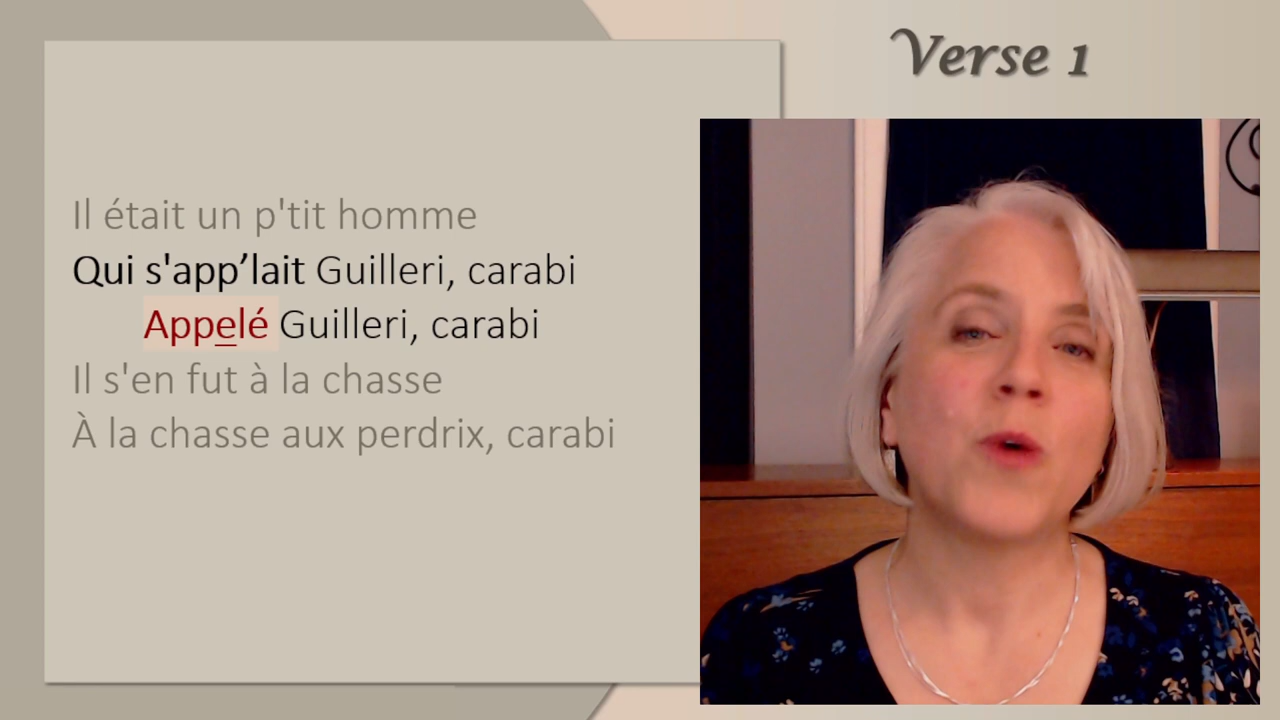 Verse 1
Il était un p'tit homme
Qui s'app’lait Guilleri, carabi
Appelé Guilleri, carabi
Il s'en fut à la chasse
À la chasse aux perdrix, carabi